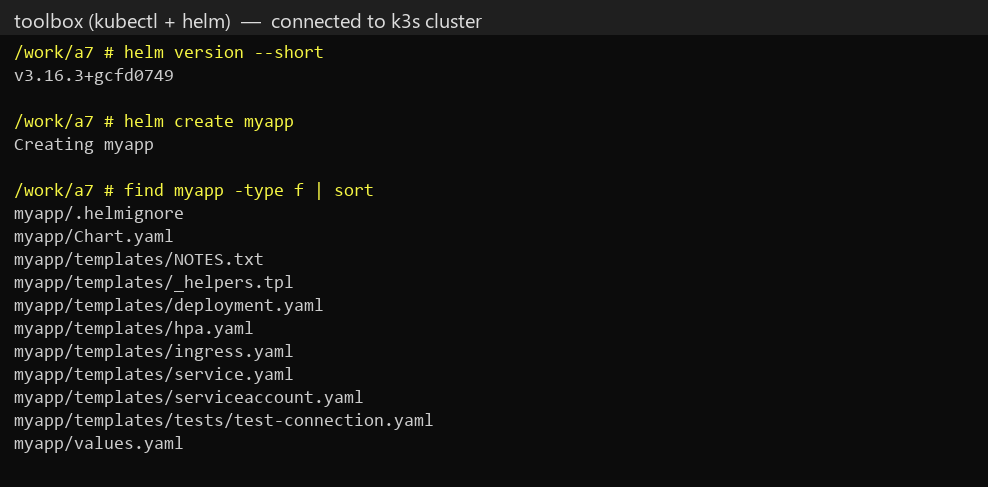 toolbox (kubectl + helm) — connected to k3s cluster
/work/a7 # helm version --short
v3.16.3+gcfd0749
/work/a7 # helm create myapp
Creating myapp
/work/a7 # find myapp -type f | sort
myapp/.helmignore
myapp/Chart.yaml
myapp/templates/NOTES.txt
myapp/templates/_helpers.tpl
myapp/templates/deployment.yaml
myapp/templates/hpa.yaml
myapp/templates/ingress.yaml
myapp/templates/service.yaml
myapp/templates/serviceaccount.yaml
myapp/templates/tests/test-connection.yaml
myapp/values.yaml